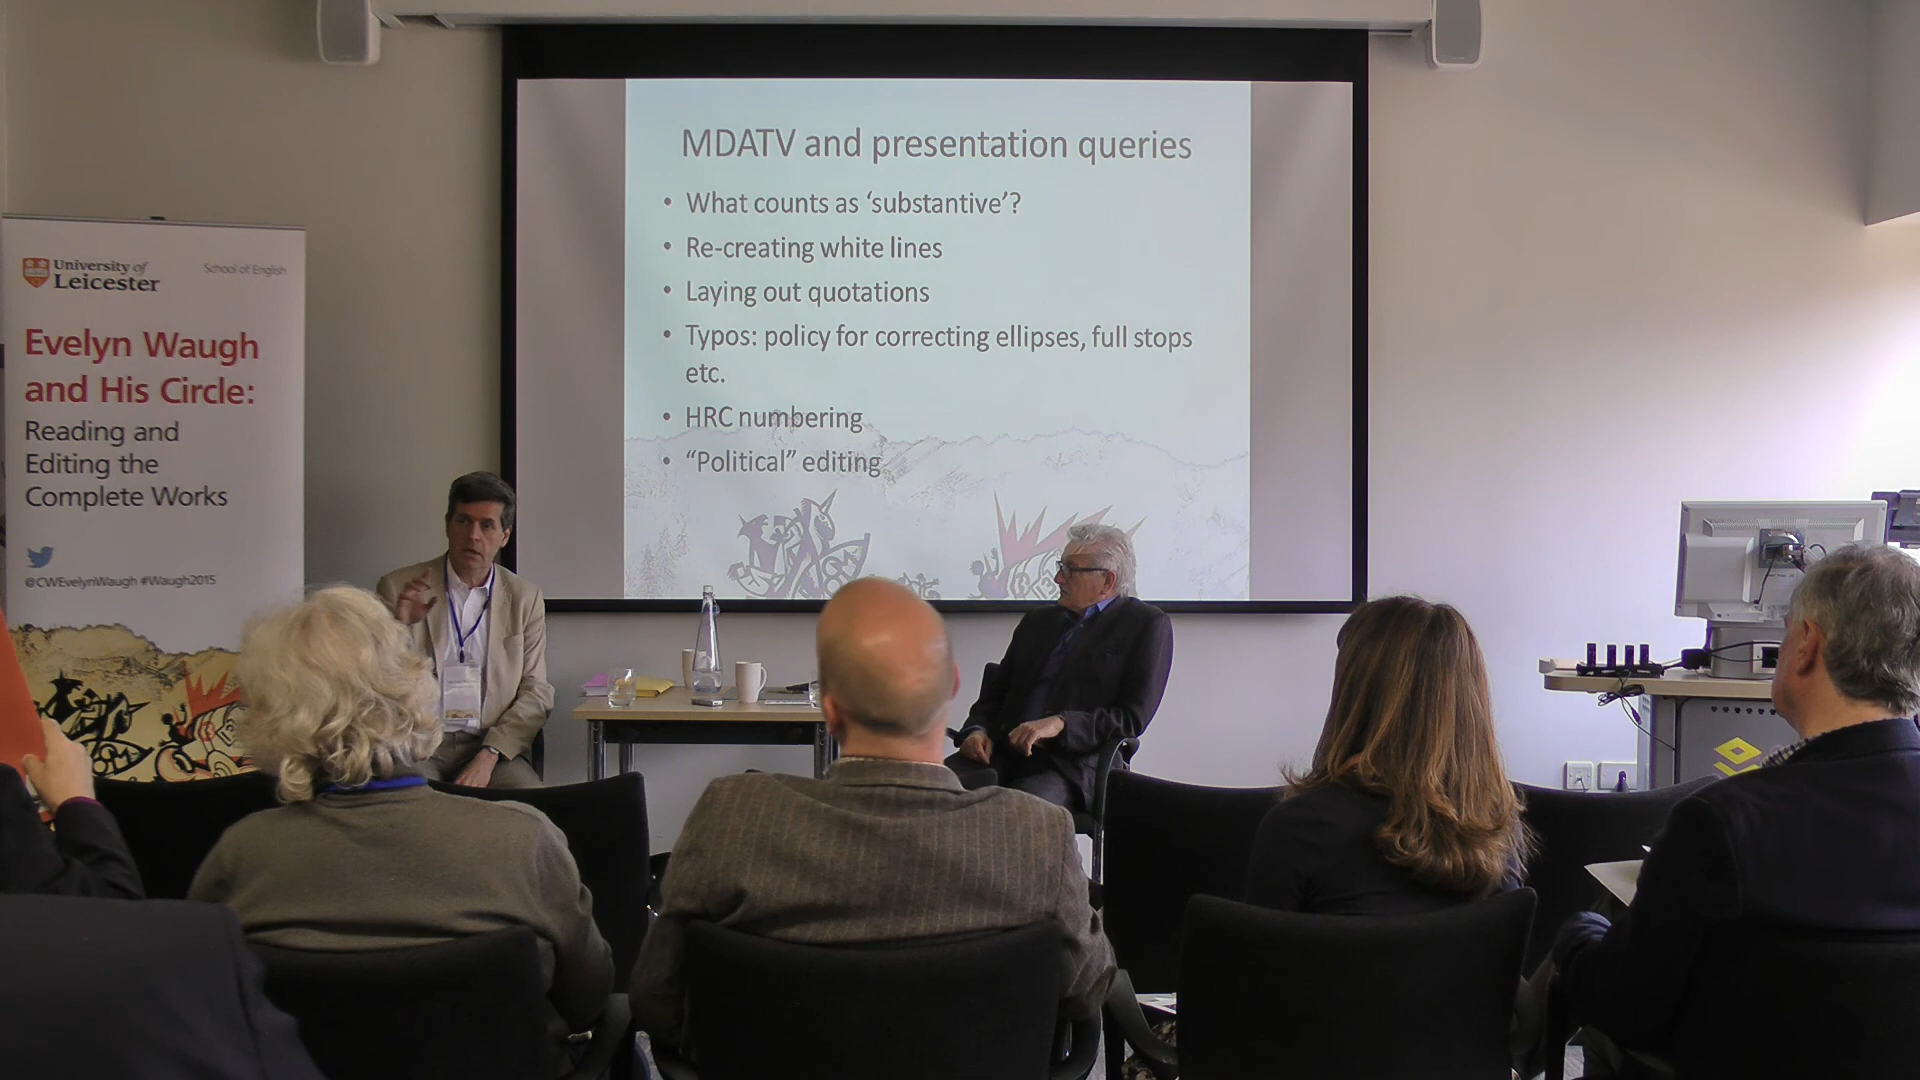 MDATV and presentation queries
• What counts as ‘substantive’?
• Re-creating white lines
• Laying out quotations
• Typos: policy for correcting ellipses, full stops
etc.
• HRC numbering
• “Political” editing
University of
Leicester
School of English
Evelyn Waugh
and His Circle:
Reading and
Editing the
Complete Works
@CWEvelynWaugh #Waugh2015